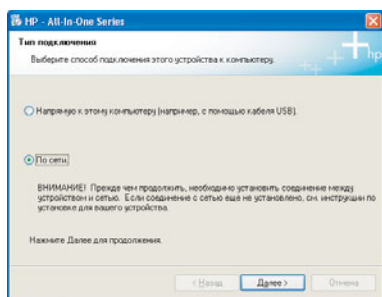 HP - All-In-One Series
Тип подключения
Выберите способ подключения этого устройства к компьютеру.
hp
Напрямую к этому компьютеру (например, с помощью кабеля USB).
По сети.
ВНИМАНИЕ! Прежде чем продолжить, необходимо установить соединение между
устройством и сетью. Если соединение с сетью еще не установлено, см. инструкции по
установке для вашего устройства.
Нажмите Далее для продолжения.
< Назад
Далее >
Отмена